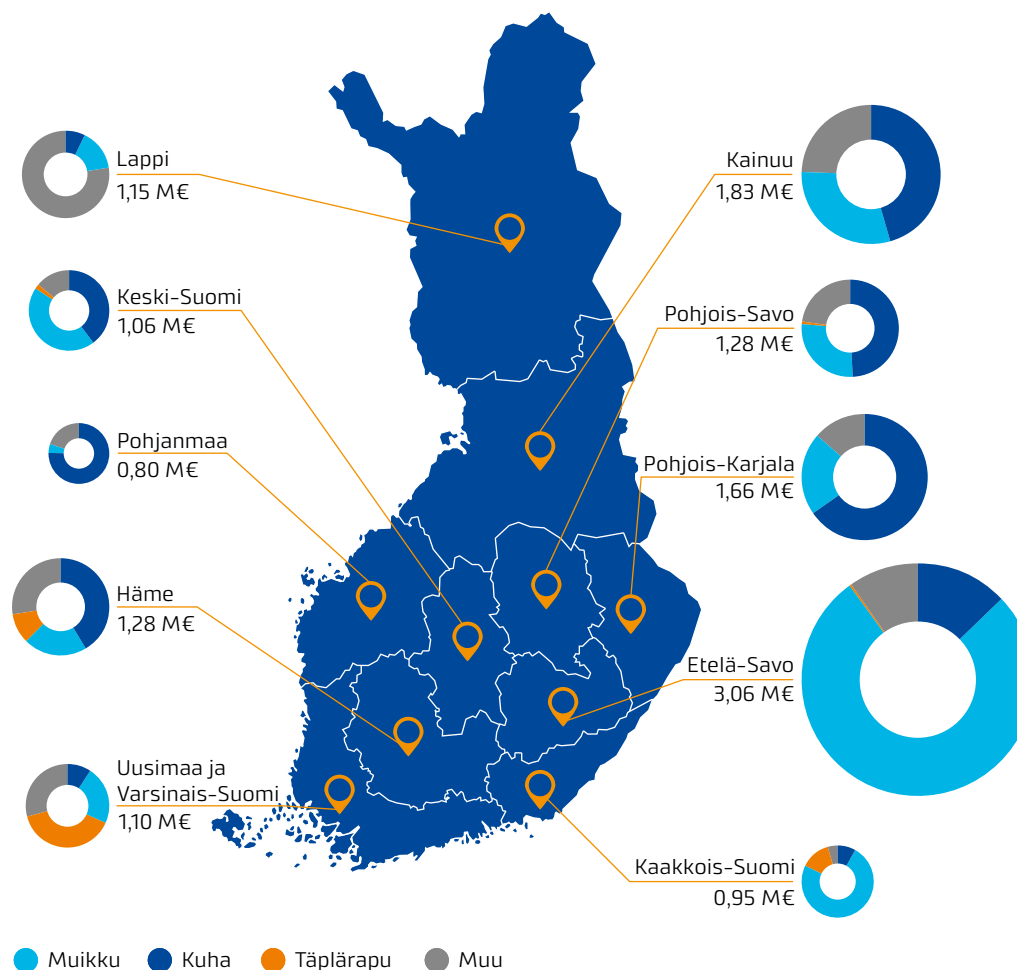 Lappi
1,15 M€
Keski-Suomi
1,06 M€
Pohjanmaa
0,80 M€
Häme
1,28 M€
Uusimaa ja
Varsinais-Suomi
1,10 M€
Kainuu
1,83 M€
Pohjois-Savo
1,28 M€
Pohjois-Karjala
1,66 M€
Etelä-Savo
3,06 M€
Kaakkois-Suomi
0,95 M€
Muikku Kuha Täplärapu Muu